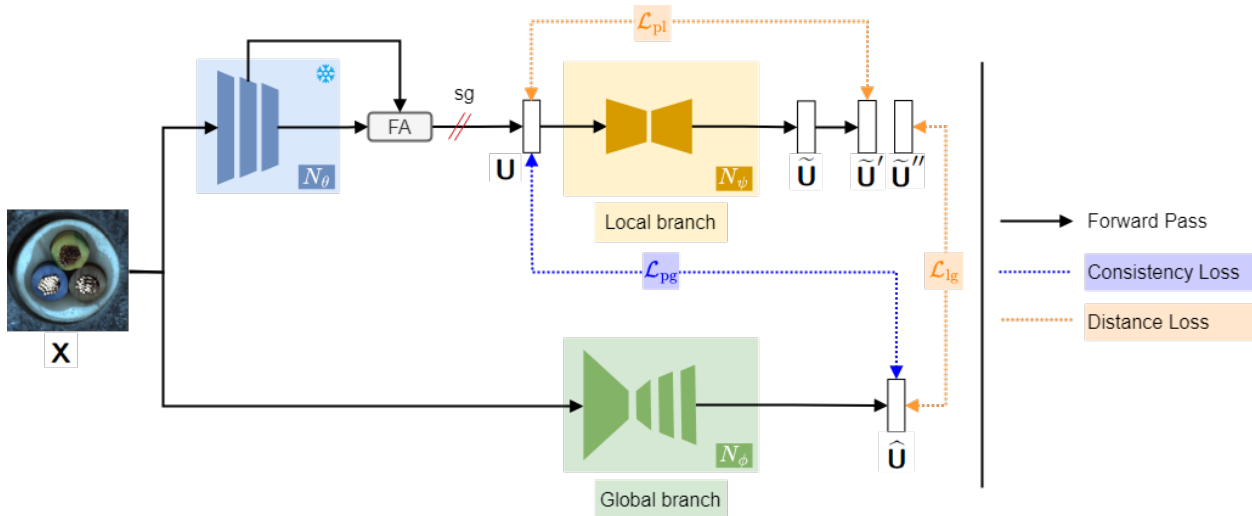 𝓛pl
sg
FA
Nθ
U
Nψ
Ũ
Ũ′
Ũ″
Local branch
Forward Pass
𝓛pg
𝓛lg
Consistency Loss
Distance Loss
X
Nϕ
Û
Global branch